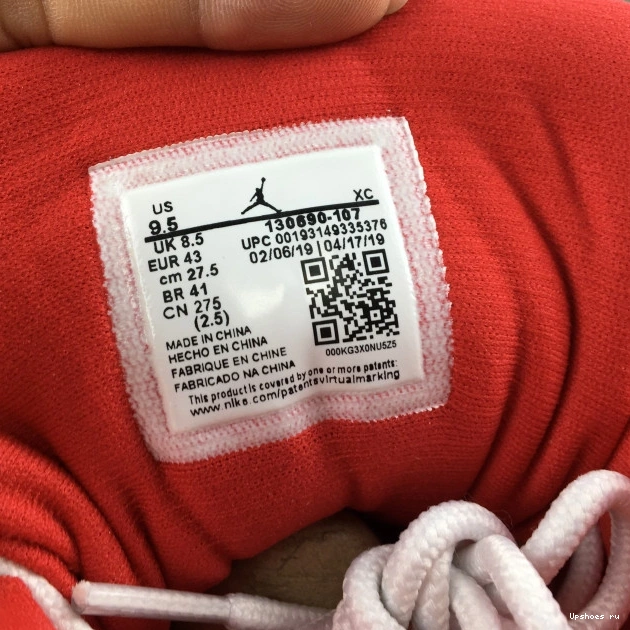 US XC
9.5 130690-107
UK 8.5 UPC 00193149335376
EUR 43 02/06/19 | 04/17/19
cm 27.5
BR 41
CN 275
(2.5)
000KG3X0NU5Z5
MADE IN CHINA
HECHO EN CHINA
FABRIQUE EN CHINE
FABRICADO NA CHINA
This product is covered by one or more patents:
www.nike.com/patentsvirtualmarking
Upshoes ru